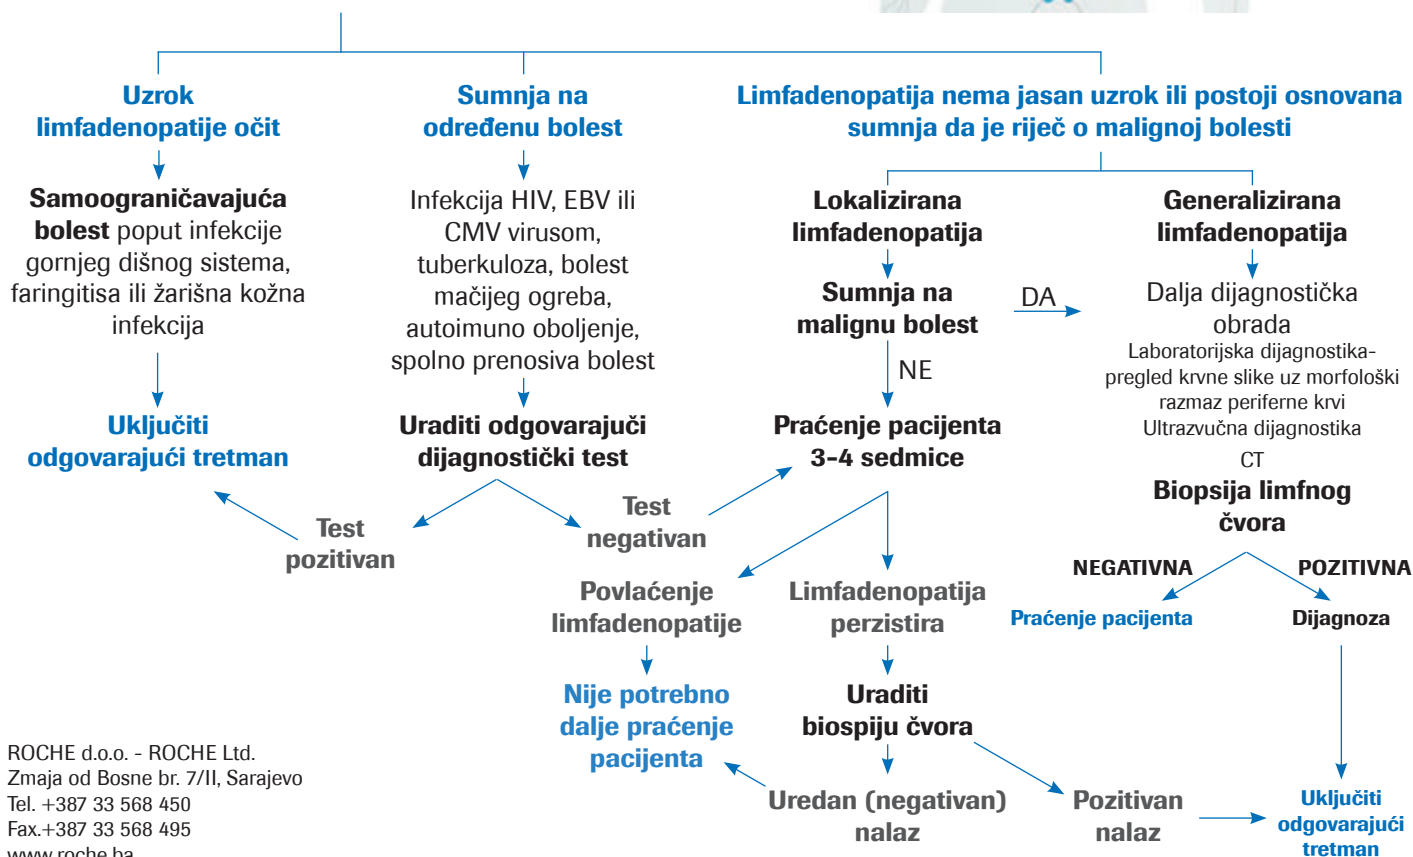 Uzrok
limfadenopatije očit
Samoograničavajuća
bolest poput infekcije
gornjeg dišnog sistema,
faringitisa ili žarišna kožna
infekcija
Uključiti
odgovarajući tretman
Sumnja na
određenu bolest
Infekcija HIV, EBV ili
CMV virusom,
tuberkuloza, bolest
mačijeg ogreba,
autoimuno oboljenje,
spolno prenosiva bolest
Uraditi odgovarajuči
dijagnostički test
Test
pozitivan
Test
negativan
Limfadenopatija nema jasan uzrok ili postoji osnovana
sumnja da je riječ o malignoj bolesti
Lokalizirana
limfadenopatija
Sumnja na
malignu bolest
DA
NE
Praćenje pacijenta
3-4 sedmice
Povlaćenje
limfadenopatije
Nije potrebno
dalje praćenje
pacijenta
Limfadenopatija
perzistira
Uraditi
biospiju čvora
Uredan (negativan)
nalaz
Pozitivan
nalaz
Generalizirana
limfadenopatija
Dalja dijagnostička
obrada
Laboratorijska dijagnostika-
pregled krvne slike uz morfološki
razmaz periferne krvi
Ultrazvučna dijagnostika
CT
Biopsija limfnog
čvora
NEGATIVNA
POZITIVNA
Praćenje pacijenta
Dijagnoza
Uključiti
odgovarajući
tretman
ROCHE d.o.o. - ROCHE Ltd.
Zmaja od Bosne br. 7/II, Sarajevo
Tel. +387 33 568 450
Fax.+387 33 568 495
www.roche.ba